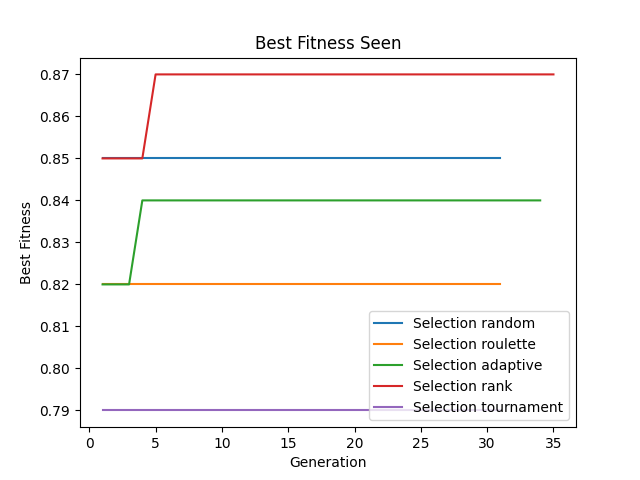 Best Fitness Seen
0.87
0.86
0.85
0.84
0.83
0.82
0.81
0.80
0.79
Best Fitness
Selection random
Selection roulette
Selection adaptive
Selection rank
Selection tournament
0 5 10 15 20 25 30 35
Generation